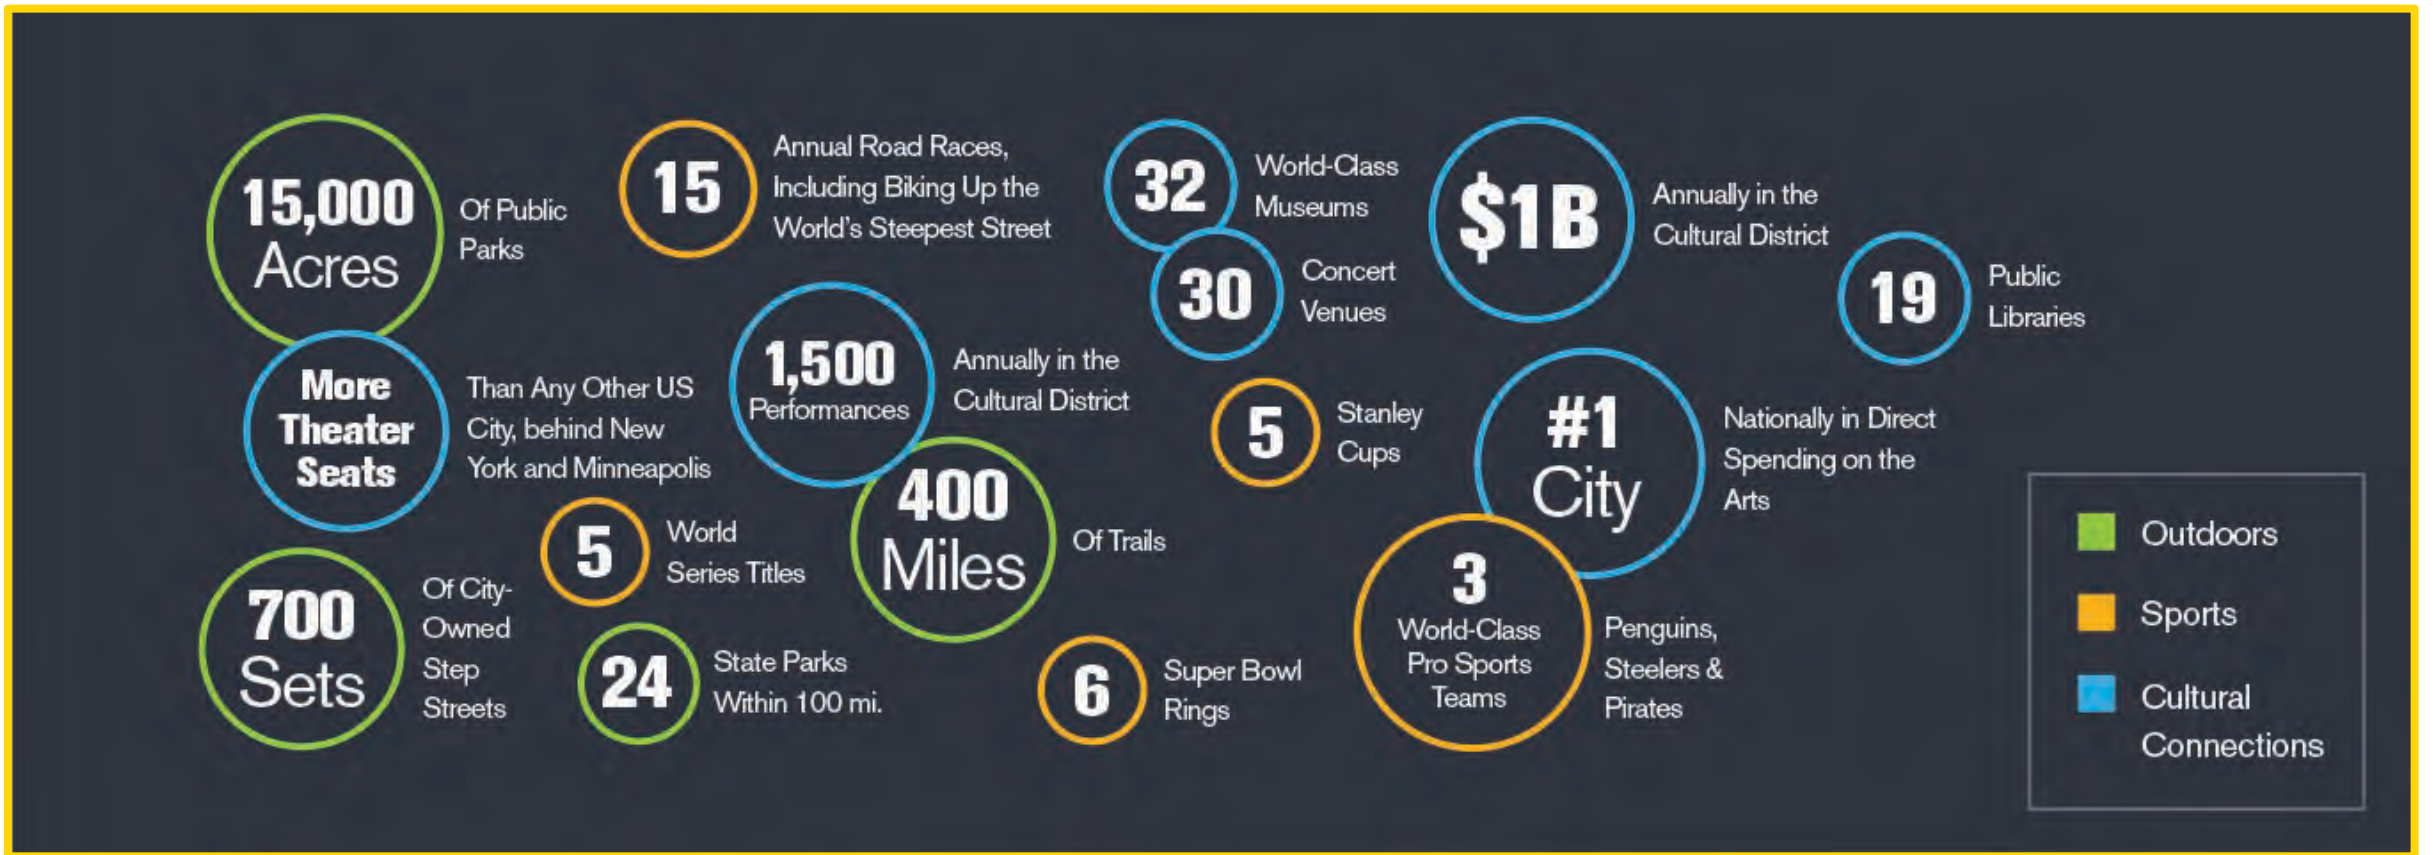 15,000
Acres
Of Public
Parks
15
Annual Road Races,
Including Biking Up the
World's Steepest Street
32
World-Class
Museums
30
Concert
Venues
$1B
Annually in the
Cultural District
19
Public
Libraries
More
Theater
Seats
Than Any Other US
City, behind New
York and Minneapolis
1,500
Performances
Annually in the
Cultural District
5
Stanley
Cups
#1
City
Nationally in Direct
Spending on the
Arts
5
World
Series Titles
400
Miles
Of Trails
700
Sets
Of City-
Owned
Step
Streets
24
State Parks
Within 100 mi.
6
Super Bowl
Rings
3
World-Class
Pro Sports
Teams
Penguins,
Steelers &
Pirates
Outdoors
Sports
Cultural
Connections